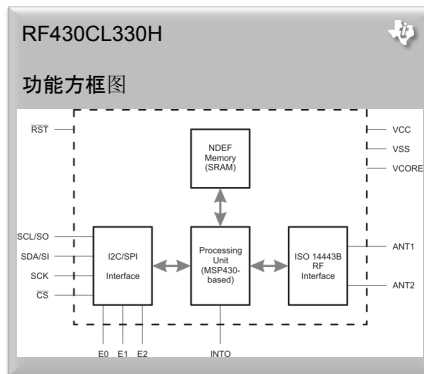 RF430CL330H
功能方框图
RST
NDEF
Memory
(SRAM)
VCC
VSS
VCORE
SCL/SO
SDA/SI
SCK
CS
I2C/SPI
Interface
Processing
Unit
(MSP430-
based)
ISO 14443B
RF
Interface
ANT1
ANT2
E0 E1 E2
INTO